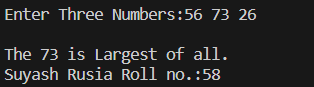 Enter Three Numbers:56 73 26
The 73 is Largest of all.
Suyash Rusia Roll no.:58